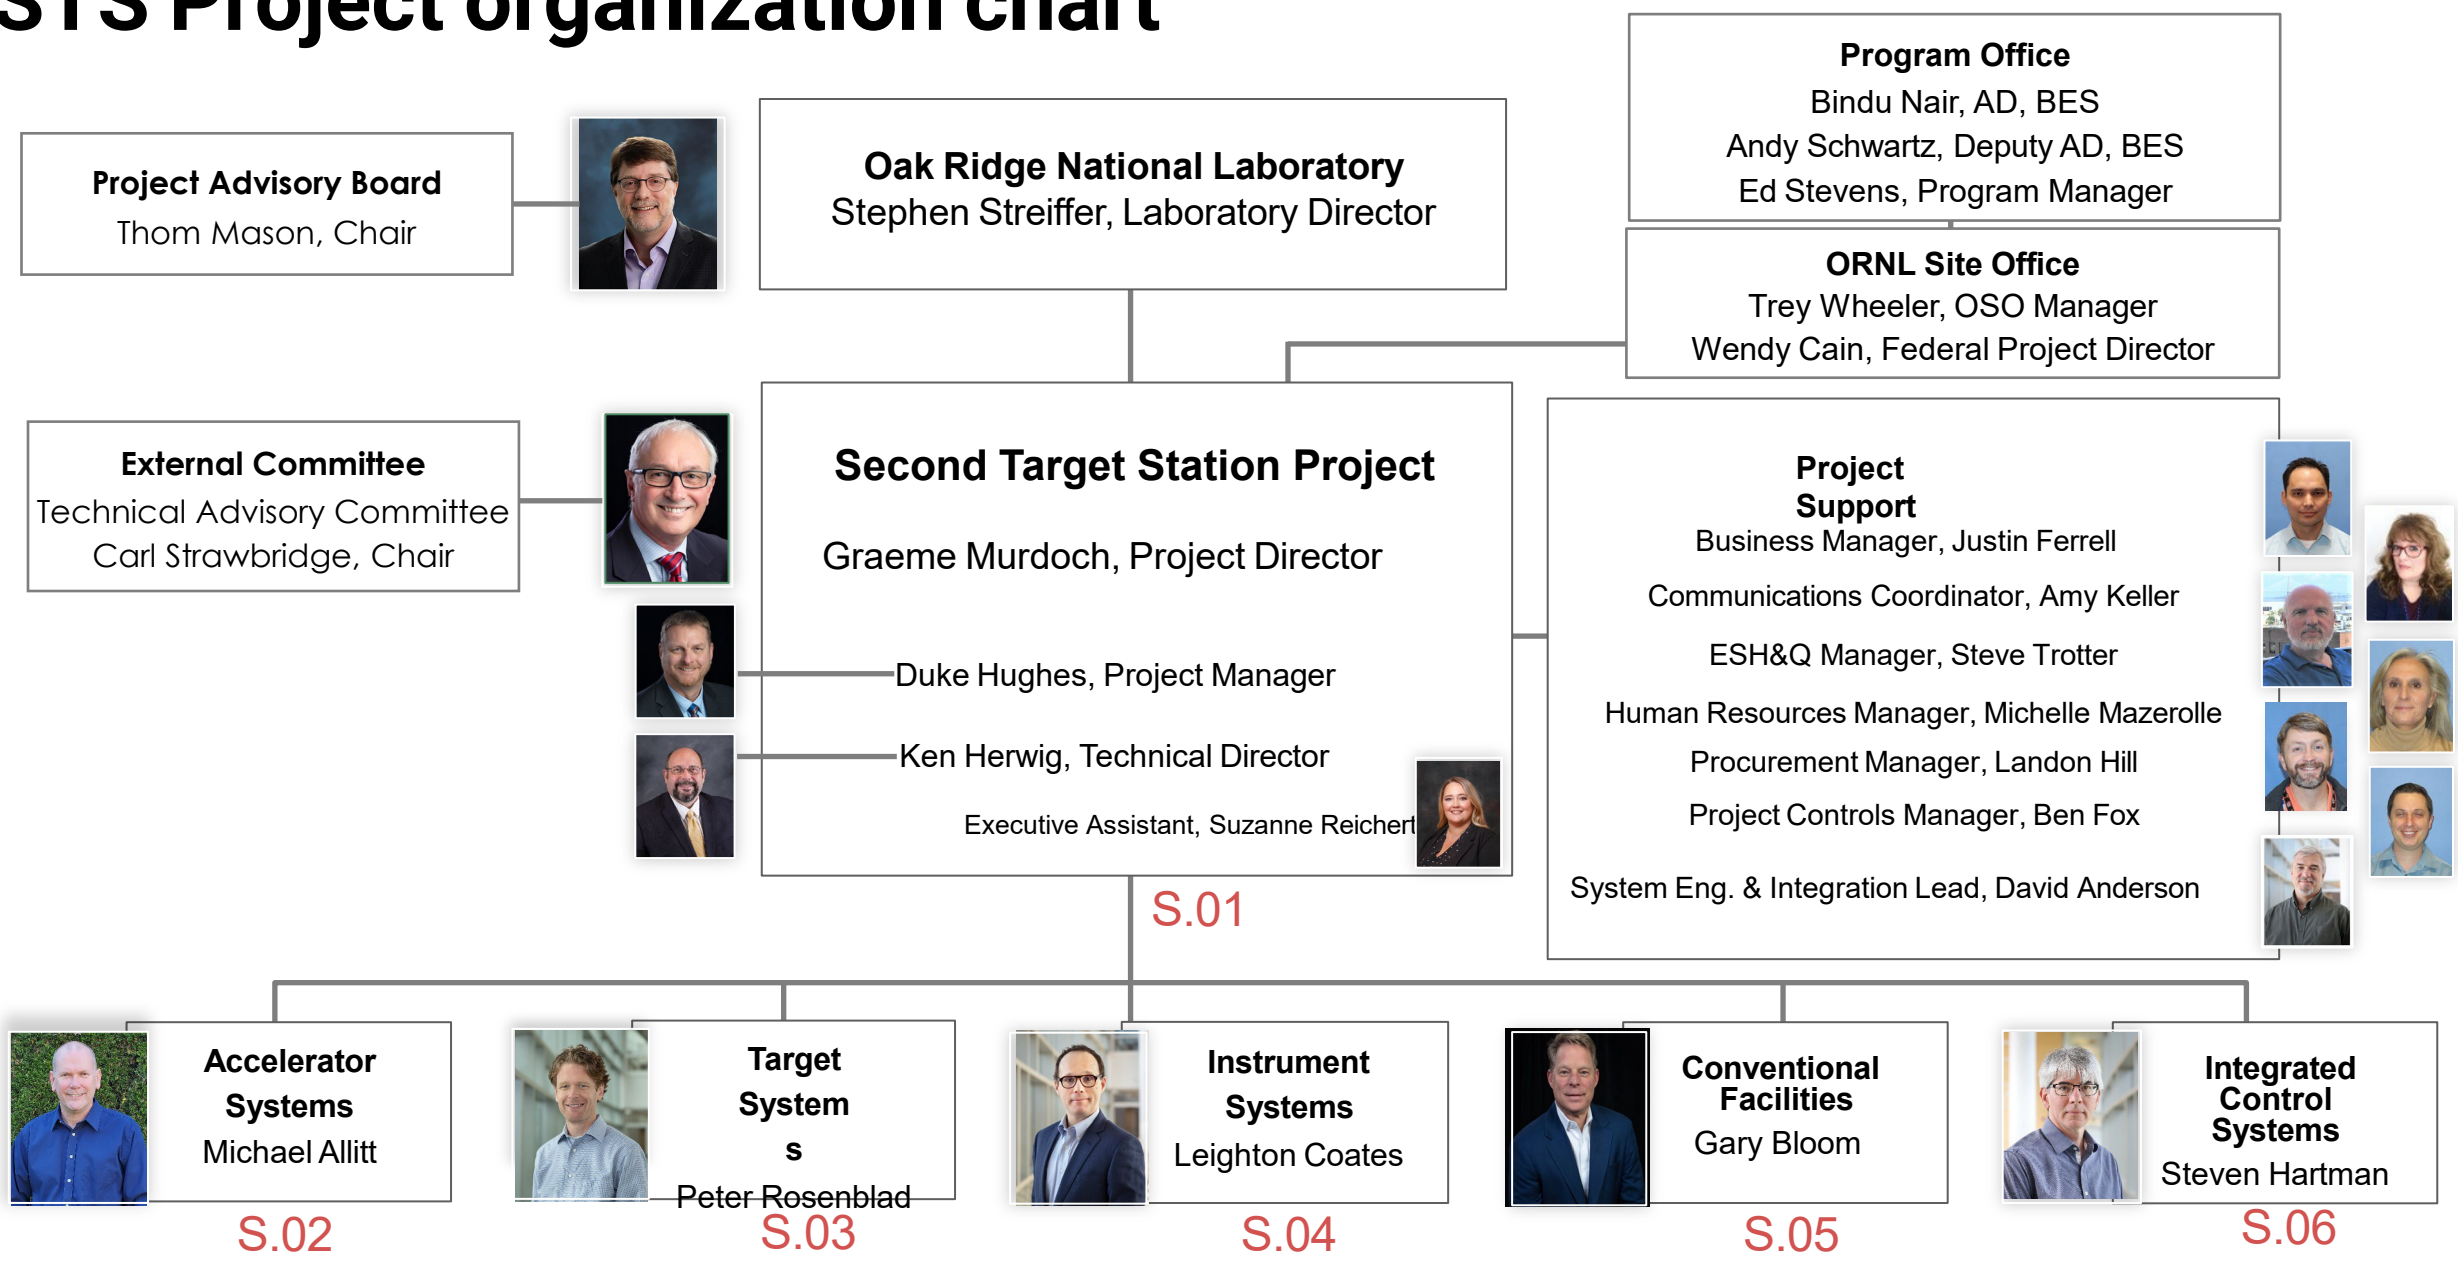 STS Project organization chart
Program Office
Bindu Nair, AD, BES
Andy Schwartz, Deputy AD, BES
Ed Stevens, Program Manager
Project Advisory Board
Thom Mason, Chair
Oak Ridge National Laboratory
Stephen Streiffer, Laboratory Director
ORNL Site Office
Trey Wheeler, OSO Manager
Wendy Cain, Federal Project Director
External Committee
Technical Advisory Committee
Carl Strawbridge, Chair
Second Target Station Project
Graeme Murdoch, Project Director
Duke Hughes, Project Manager
Ken Herwig, Technical Director
Executive Assistant, Suzanne Reichert
S.01
Project
Support
Business Manager, Justin Ferrell
Communications Coordinator, Amy Keller
ESH&Q Manager, Steve Trotter
Human Resources Manager, Michelle Mazerolle
Procurement Manager, Landon Hill
Project Controls Manager, Ben Fox
System Eng. & Integration Lead, David Anderson
Accelerator
Systems
Michael Allitt
S.02
Target
System
s
Peter Rosenblad
S.03
Instrument
Systems
Leighton Coates
S.04
Conventional
Facilities
Gary Bloom
S.05
Integrated
Control
Systems
Steven Hartman
S.06